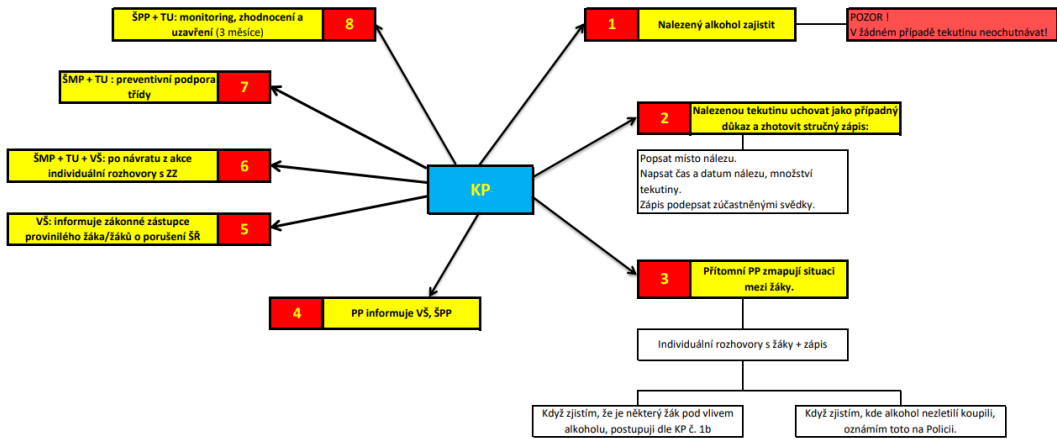 KP
1
Nalezený alkohol zajistit
POZOR !
V žádném případě tekutinu neochutnávat!
2
Nalezenou tekutinu uchovat jako případný
důkaz a zhotovit stručný zápis:
Popsat místo nálezu.
Napsat čas a datum nálezu, množství
tekutiny.
Zápis podepsat zúčastněnými svědky.
3
Přítomní PP zmapují situaci
mezi žáky.
Individuální rozhovory s žáky + zápis
Když zjistím, že je některý žák pod vlivem
alkoholu, postupuji dle KP č. 1b
Když zjistím, kde alkohol nezletilí koupili,
oznámím toto na Policii.
4
PP informuje VŠ, ŠPP
5
VŠ: informuje zákonné zástupce
provinilého žáka/žáků o porušení ŠŘ
6
ŠMP + TU + VŠ: po návratu z akce
individuální rozhovory s ZZ
7
ŠMP + TU : preventivní podpora
třídy
8
ŠPP + TU: monitoring, zhodnocení a
uzavření (3 měsíce)